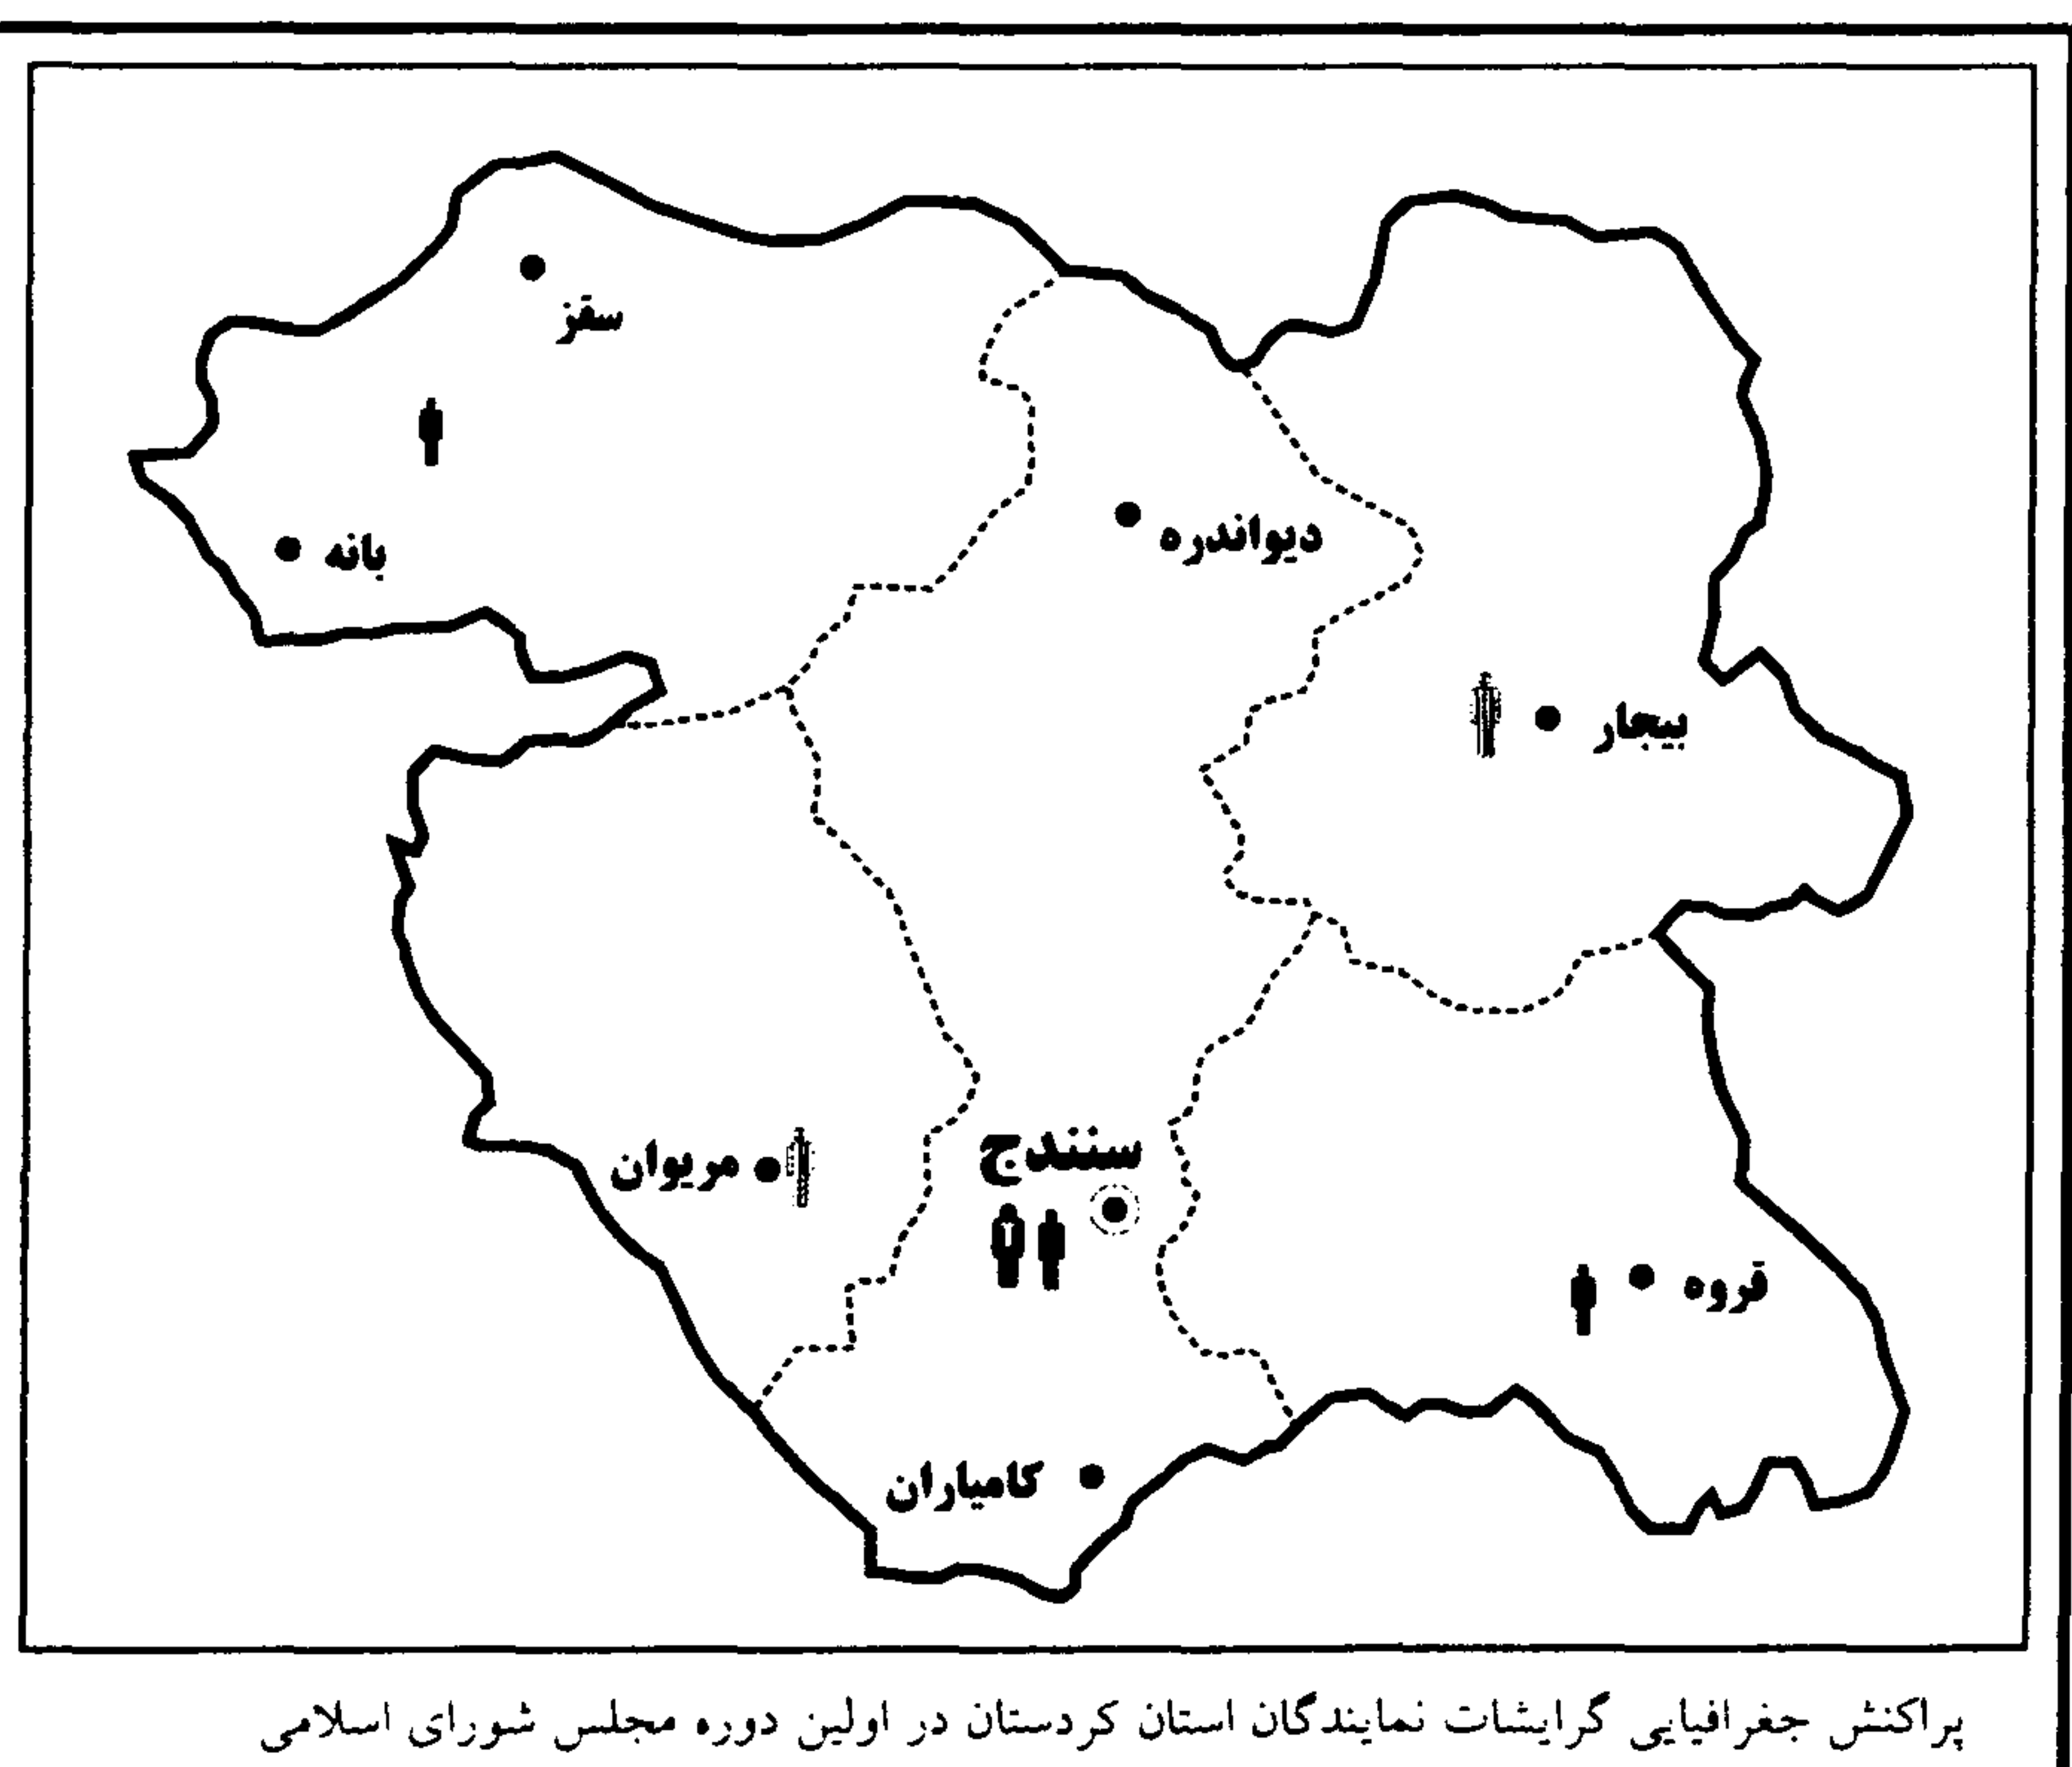 سقز
بانه
دیواندره
بیجار
مریوان
سنندج
قروه
کامیاران
پراکنش جغرافیایی گرایشات نمایندگان استان کردستان در اولین دوره مجلس شورای اسلامی